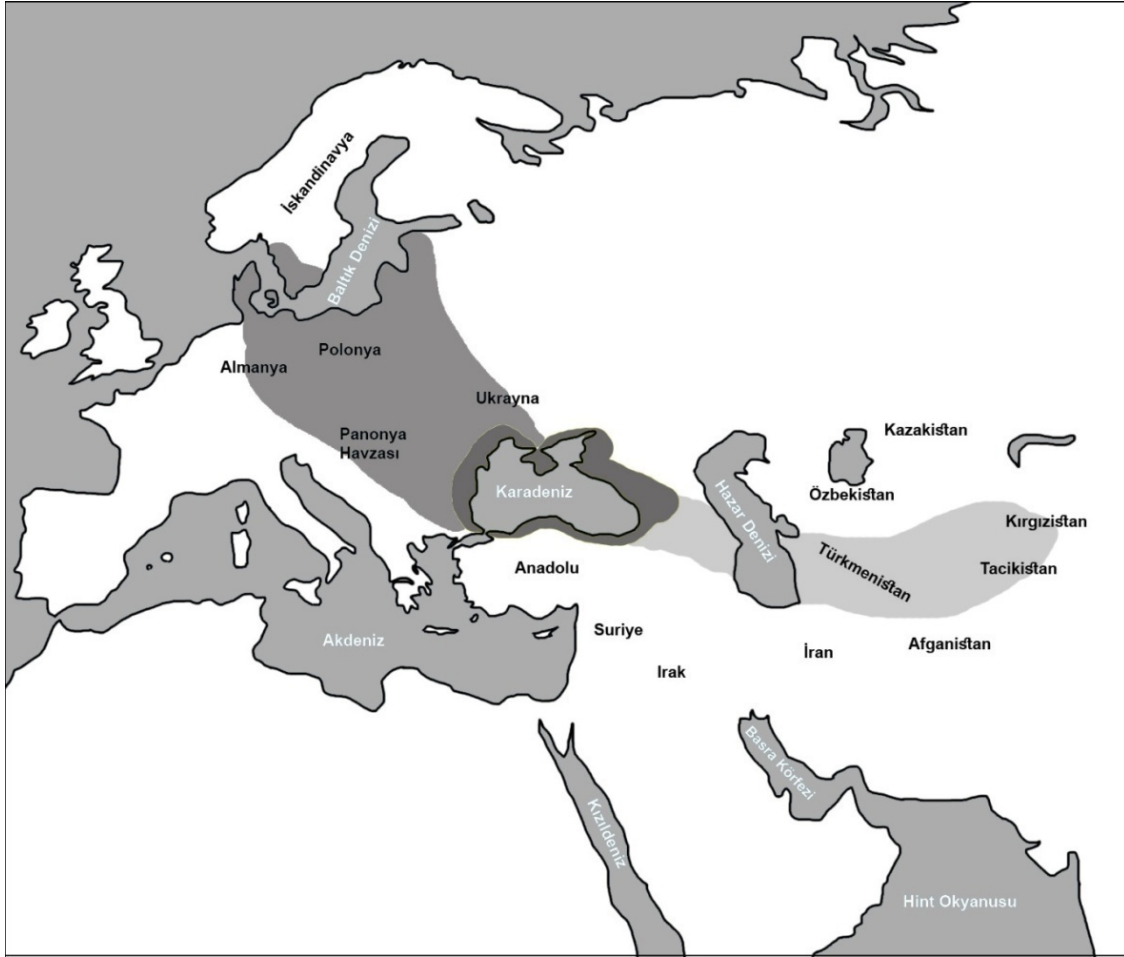 İskandinavya
Baltık Denizi
Polonya
Almanya
Ukrayna
Panonya
Havzası
Kazakistan
Karadeniz
Hazar Denizi
Özbekistan
Kırgızistan
Türkmenistan
Tacikistan
Anadolu
Suriye
Akdeniz
Irak
İran
Afganistan
Basra Körfezi
Kızıldeniz
Hint Okyanusu